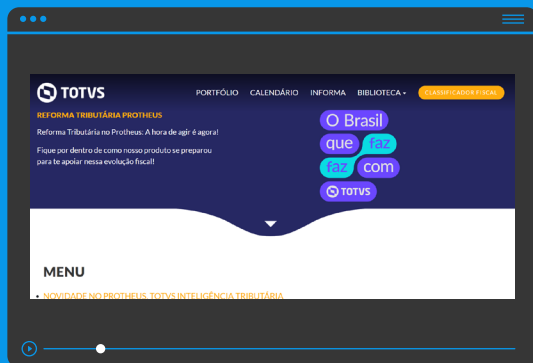 TOTVS
PORTFÓLIO CALENDÁRIO INFORMA BIBLIOTECA CLASSIFICADOR FISCAL
REFORMA TRIBUTÁRIA PROTHEUS
Reforma Tributária no Protheus: A hora de agir é agora!
Fique por dentro de como nosso produto se preparou
para te apoiar nessa evolução fiscal!
O Brasil
que faz
faz com
TOTVS
MENU
NOVIDADE NO PROTHEUS: TOTVS INTELIGÊNCIA TRIBUTÁRIA